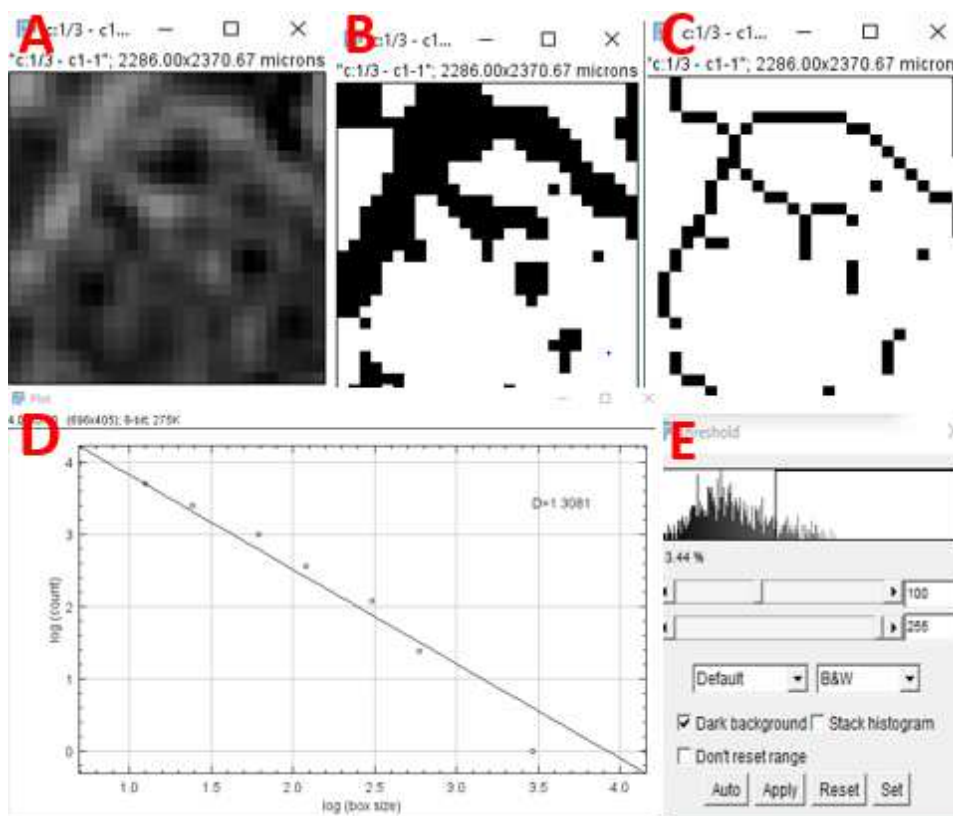 A
c:1/3 - c1...
"c:1/3 - c1-1"; 2286.00x2370.67 microns
B
c:1/3 - c1...
"c:1/3 - c1-1"; 2286.00x2370.67 microns
C
c:1/3 - c1...
"c:1/3 - c1-1"; 2286.00x2370.67 microns
Plot
D
(696x405); 8-bit; 275K
D=1.3081
4
3
2
1
0
log (count)
1.0 1.5 2.0 2.5 3.0 3.5 4.0
log (box size)
E
Threshold
3.44 %
100
255
Default B&W
Dark background Stack histogram
Don't reset range
Auto Apply Reset Set